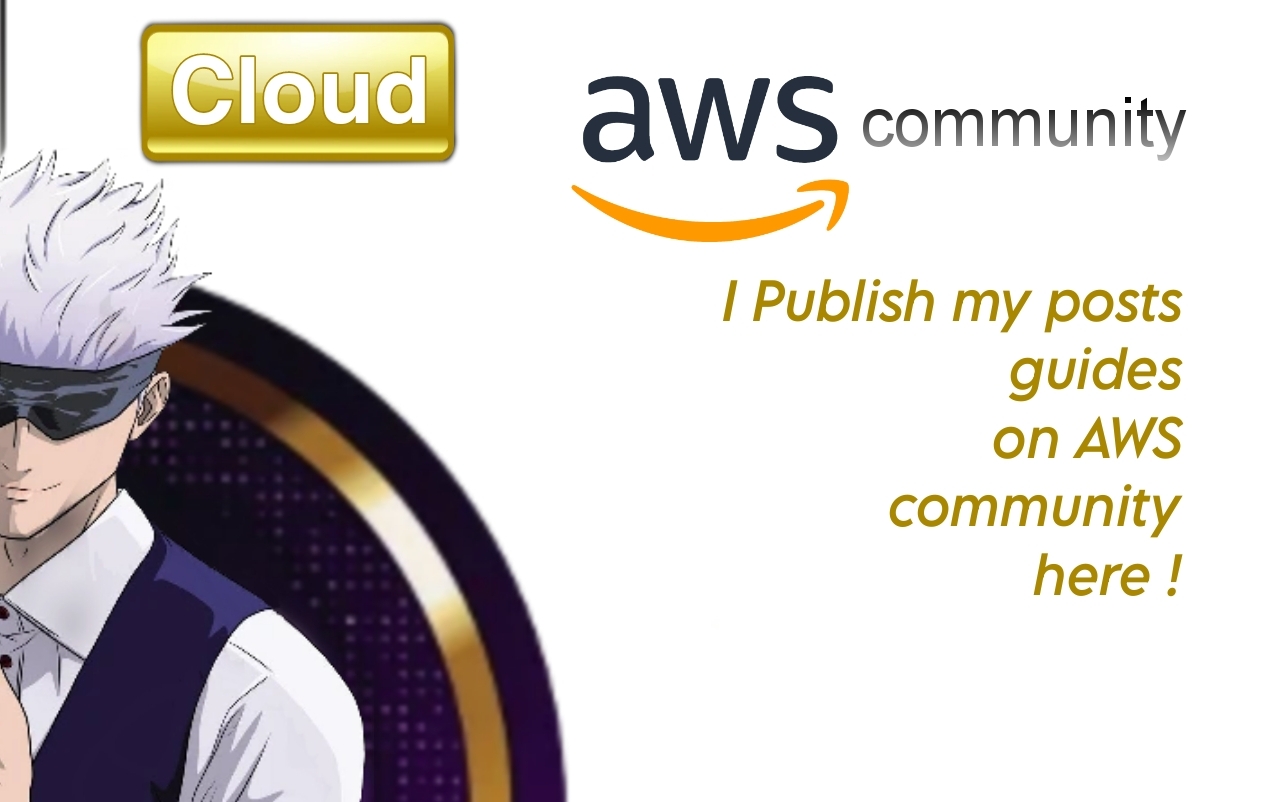 Cloud
aws community
I Publish my posts
guides
on AWS
community
here !